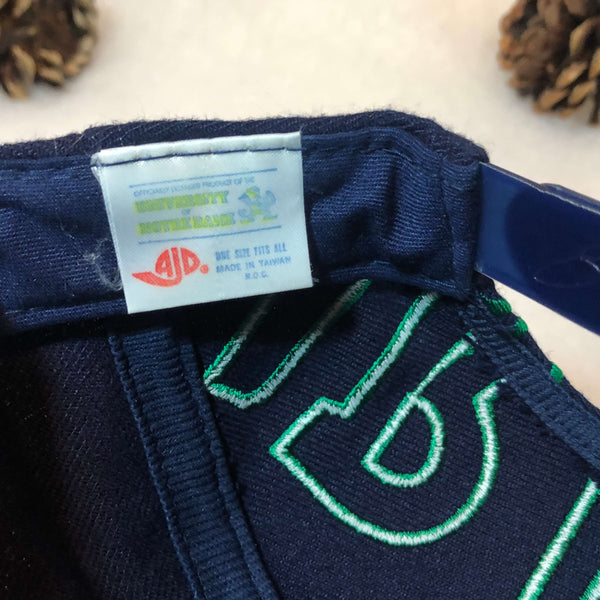 OFFICIALLY LICENSED PRODUCT OF THE
UNIVERSITY
OF
NOTRE DAME
AJD®
ONE SIZE FITS ALL
MADE IN TAIWAN
R.O.C.